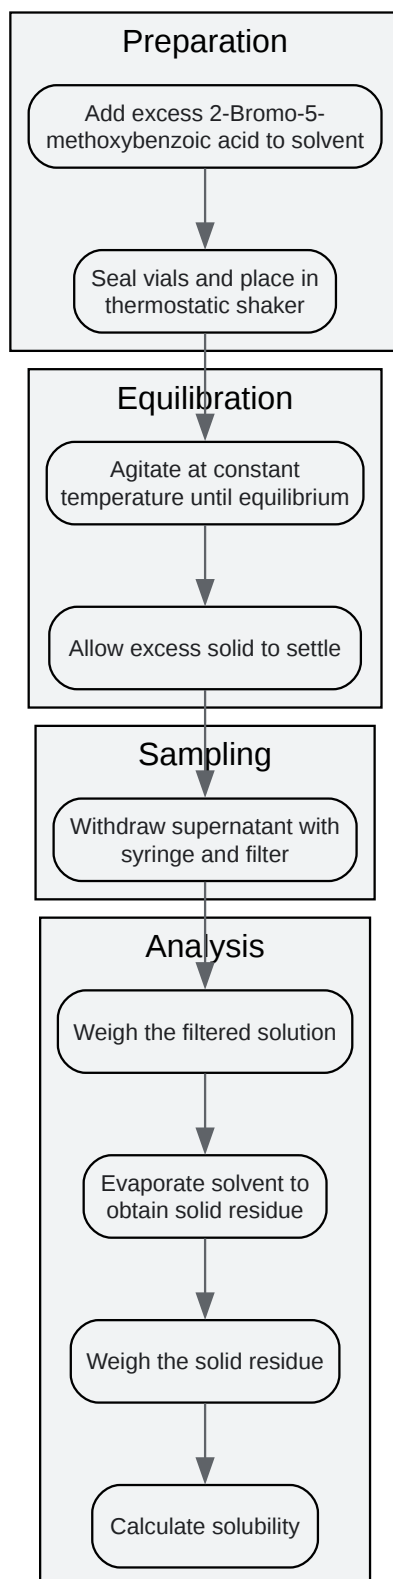 Preparation
Add excess 2-Bromo-5-
methoxybenzoic acid to solvent
Seal vials and place in
thermostatic shaker
Equilibration
Agitate at constant
temperature until equilibrium
Allow excess solid to settle
Sampling
Withdraw supernatant with
syringe and filter
Analysis
Weigh the filtered solution
Evaporate solvent to
obtain solid residue
Weigh the solid residue
Calculate solubility